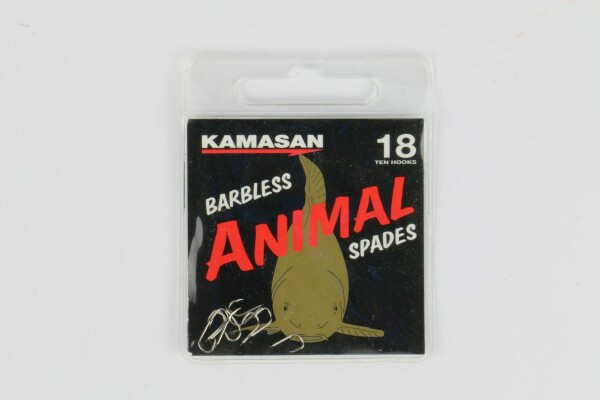 KAMASAN
18
TEN HOOKS
BARBLESS
ANIMAL
SPADES